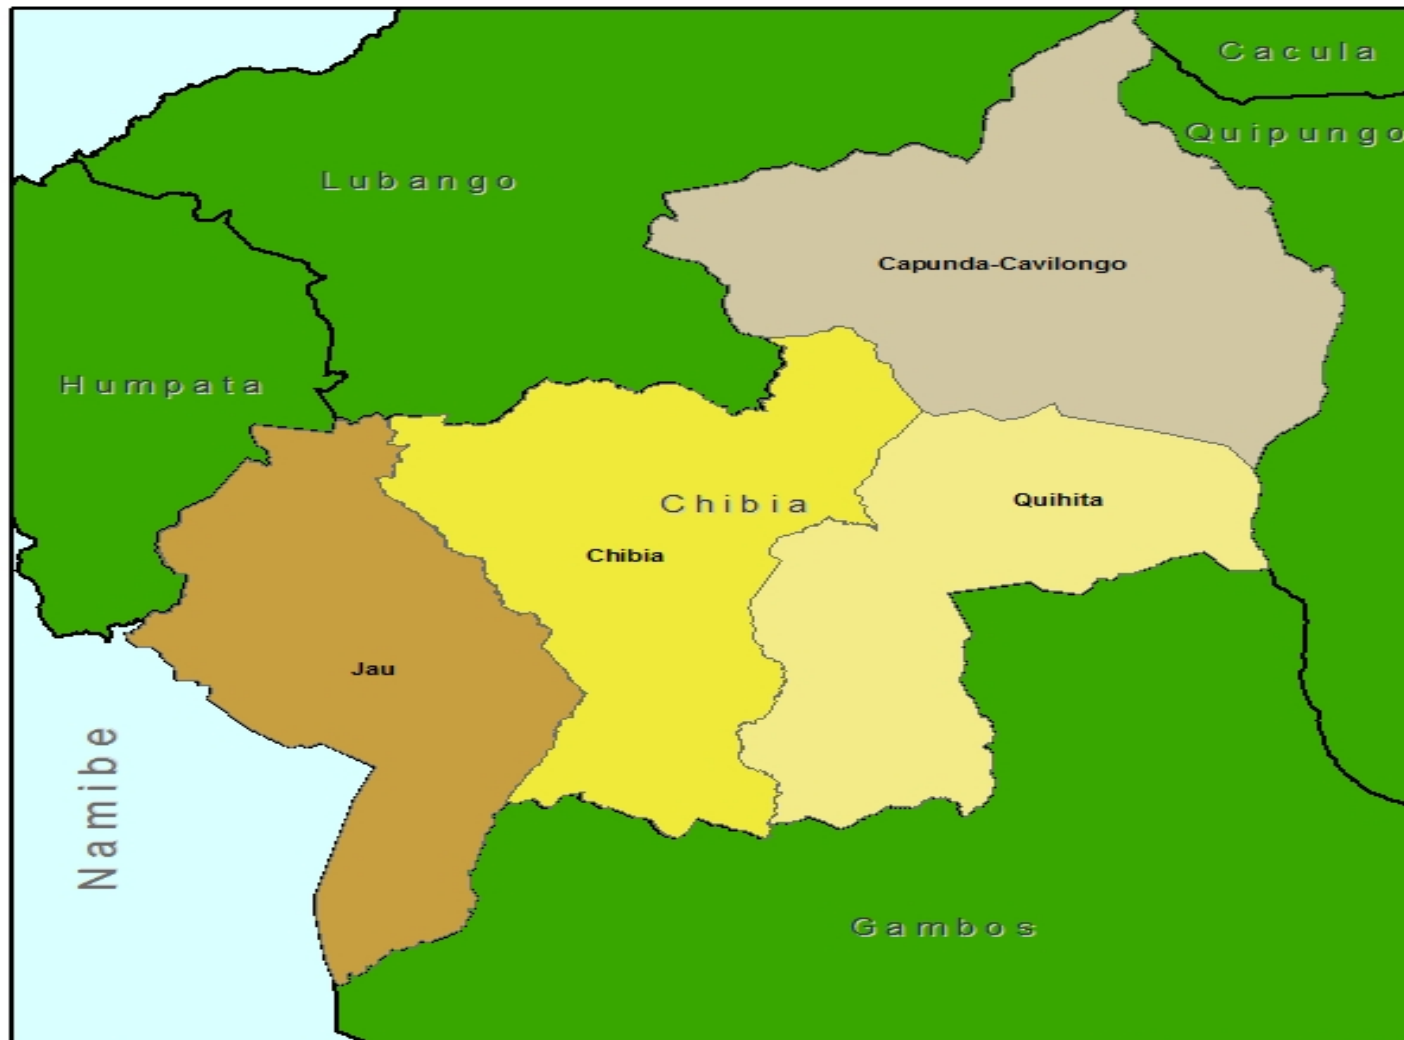 Cacula
Quipungo
Lubango
Capunda-Cavilongo
Humpata
Chibia
Quihita
Chibia
Jau
Namibe
Gambos